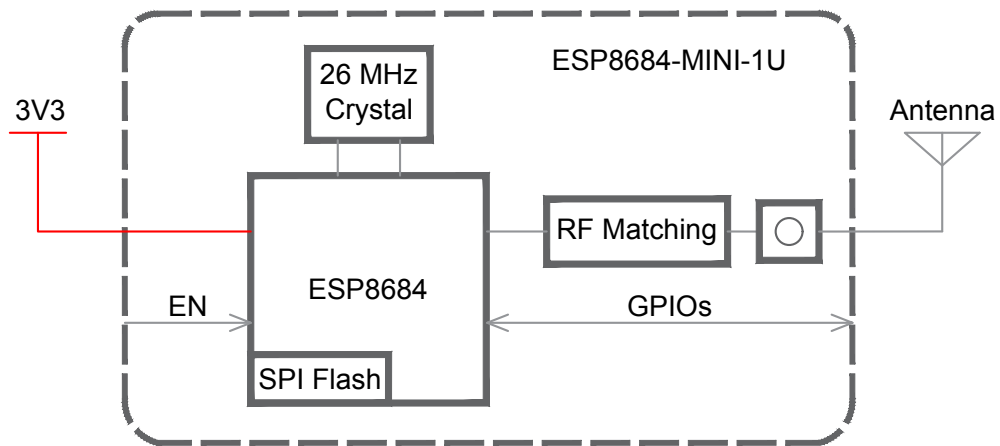 ESP8684-MINI-1U
26 MHz
Crystal
3V3
Antenna
RF Matching
ESP8684
EN
GPIOs
SPI Flash